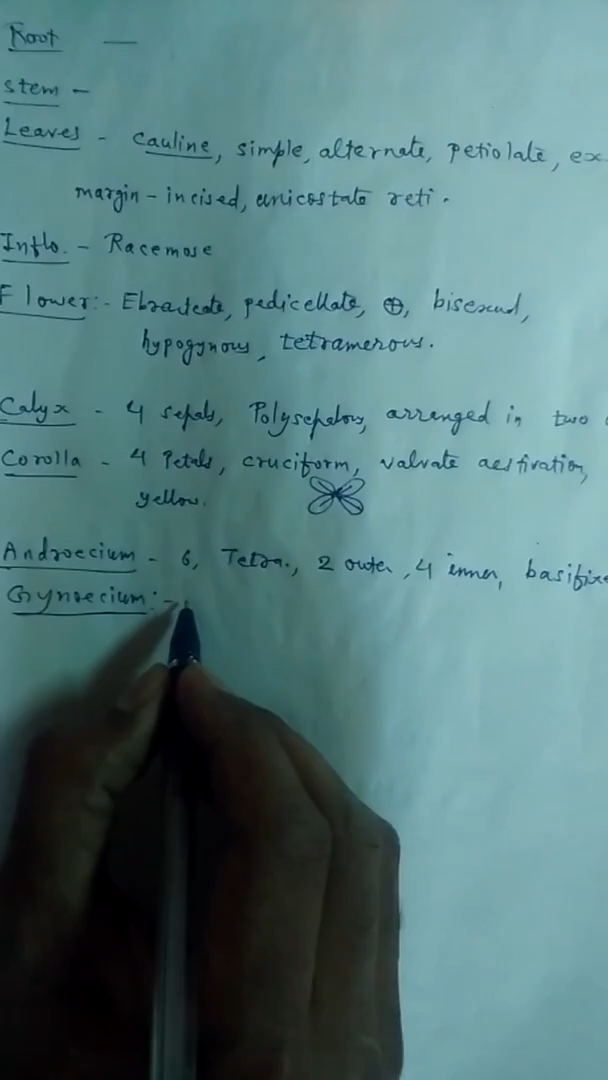 Root —
stem -
Leaves - cauline, simple, alternate, petiolate, ex
margin - incised, unicostate reti.
Inflo. - Racemose
Flower:- Ebracteate, pedicellate, ⊕, bisexual,
hypogynous, tetramerous.
Calyx - 4 sepals, Polysepalous, arranged in two
Corolla - 4 Petals, cruciform, valvate aestivation,
yellow.
Androecium - 6, Tetra., 2 outer, 4 inner, basifixe
Gynoecium:-